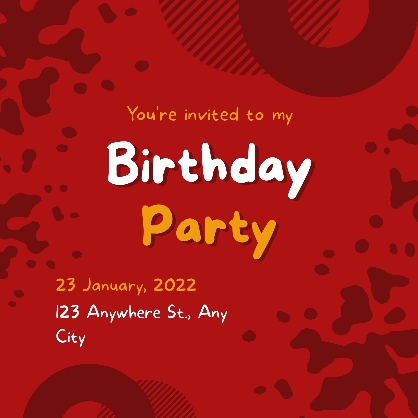 You're invited to my
Birthday
Party
23 January, 2022
123 Anywhere St., Any
City